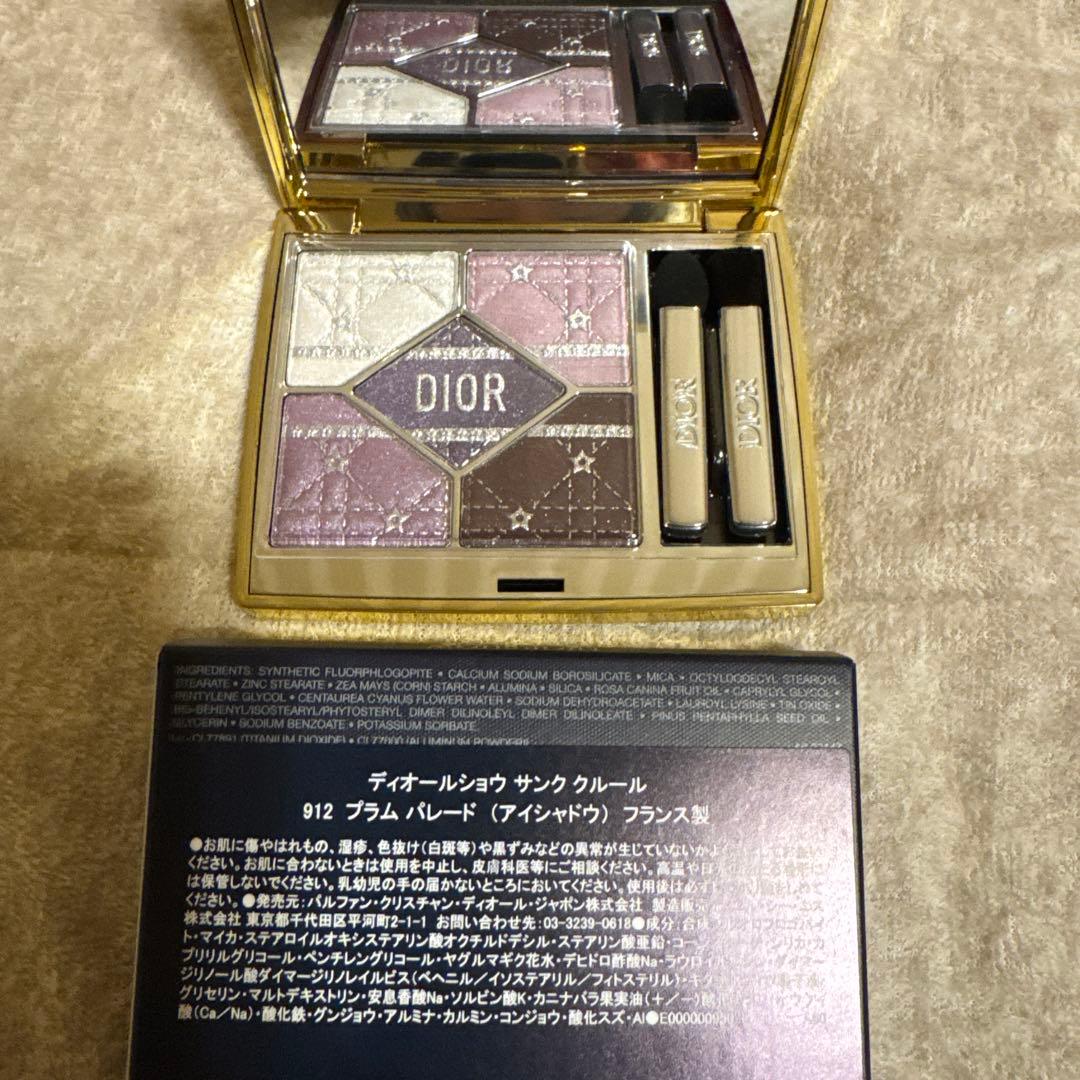 DIOR
DIOR
DIOR
DIOR
INGREDIENTS: SYNTHETIC FLUORPHLOGOPITE • CALCIUM SODIUM BOROSILICATE • MICA • OCTYLDODECYL STEAROYL
STEARATE • ZINC STEARATE • ZEA MAYS (CORN) STARCH • ALUMINA • SILICA • ROSA CANINA FRUIT OIL • CAPRYLYL GLYCOL •
PENTYLENE GLYCOL • CENTAUREA CYANUS FLOWER WATER • SODIUM DEHYDROACETATE • LAUROYL LYSINE • TIN OXIDE •
BIS-BEHENYL/ISOSTEARYL/PHYTOSTERYL DIMER DILINOLEYL DIMER DILINOLEATE • PINUS PENTAPHYLLA SEED OIL •
GLYCERIN • SODIUM BENZOATE • POTASSIUM SORBATE
CI 77891 (TITANIUM DIOXIDE) • CI 77000 (ALUMINUM POWDER)
ディオールショウ サンク クルール
912 プラム パレード（アイシャドウ） フランス製
●お肌に傷やはれもの、湿疹、色抜け(白斑等)や黒ずみなどの異常が生じていないか
ください。お肌に合わないときは使用を中止し、皮膚科医等にご相談ください。高温や
は保管しないでください。乳幼児の手の届かないところにおいてください。使用後は必ず
ください。●発売元：パルファン・クリスチャン・ディオール・ジャポン株式会社 製造販売元
株式会社 東京都千代田区平河町2-1-1 お問い合わせ先：03-3239-0618●成分：合成
ト・マイカ・ステアロイルオキシステアリン酸オクチルドデシル・ステアリン酸亜鉛・コー シリカ・カ
プリリルグリコール・ペンチレングリコール・ヤグルマギク花水・デヒドロ酢酸Na・ラウロイ
ジリノール酸ダイマージリノレイルビス(ベヘニル／イソステアリル／フィトステリル)・
グリセリン・マルトデキストリン・安息香酸Na・ソルビン酸K・カニナバラ果実油(＋／－)
酸(Ca／Na)・酸化鉄・グンジョウ・アルミナ・カルミン・コンジョウ・酸化スズ・Al●E00000